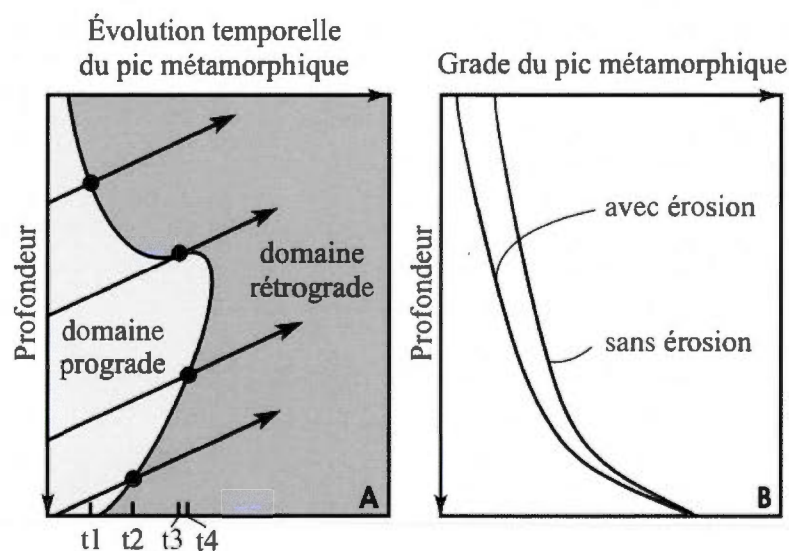 Évolution temporelle
du pic métamorphique
Profondeur
domaine
prograde
domaine
rétrograde
A
t1
t2
t3
t4
Grade du pic métamorphique
Profondeur
avec érosion
sans érosion
B